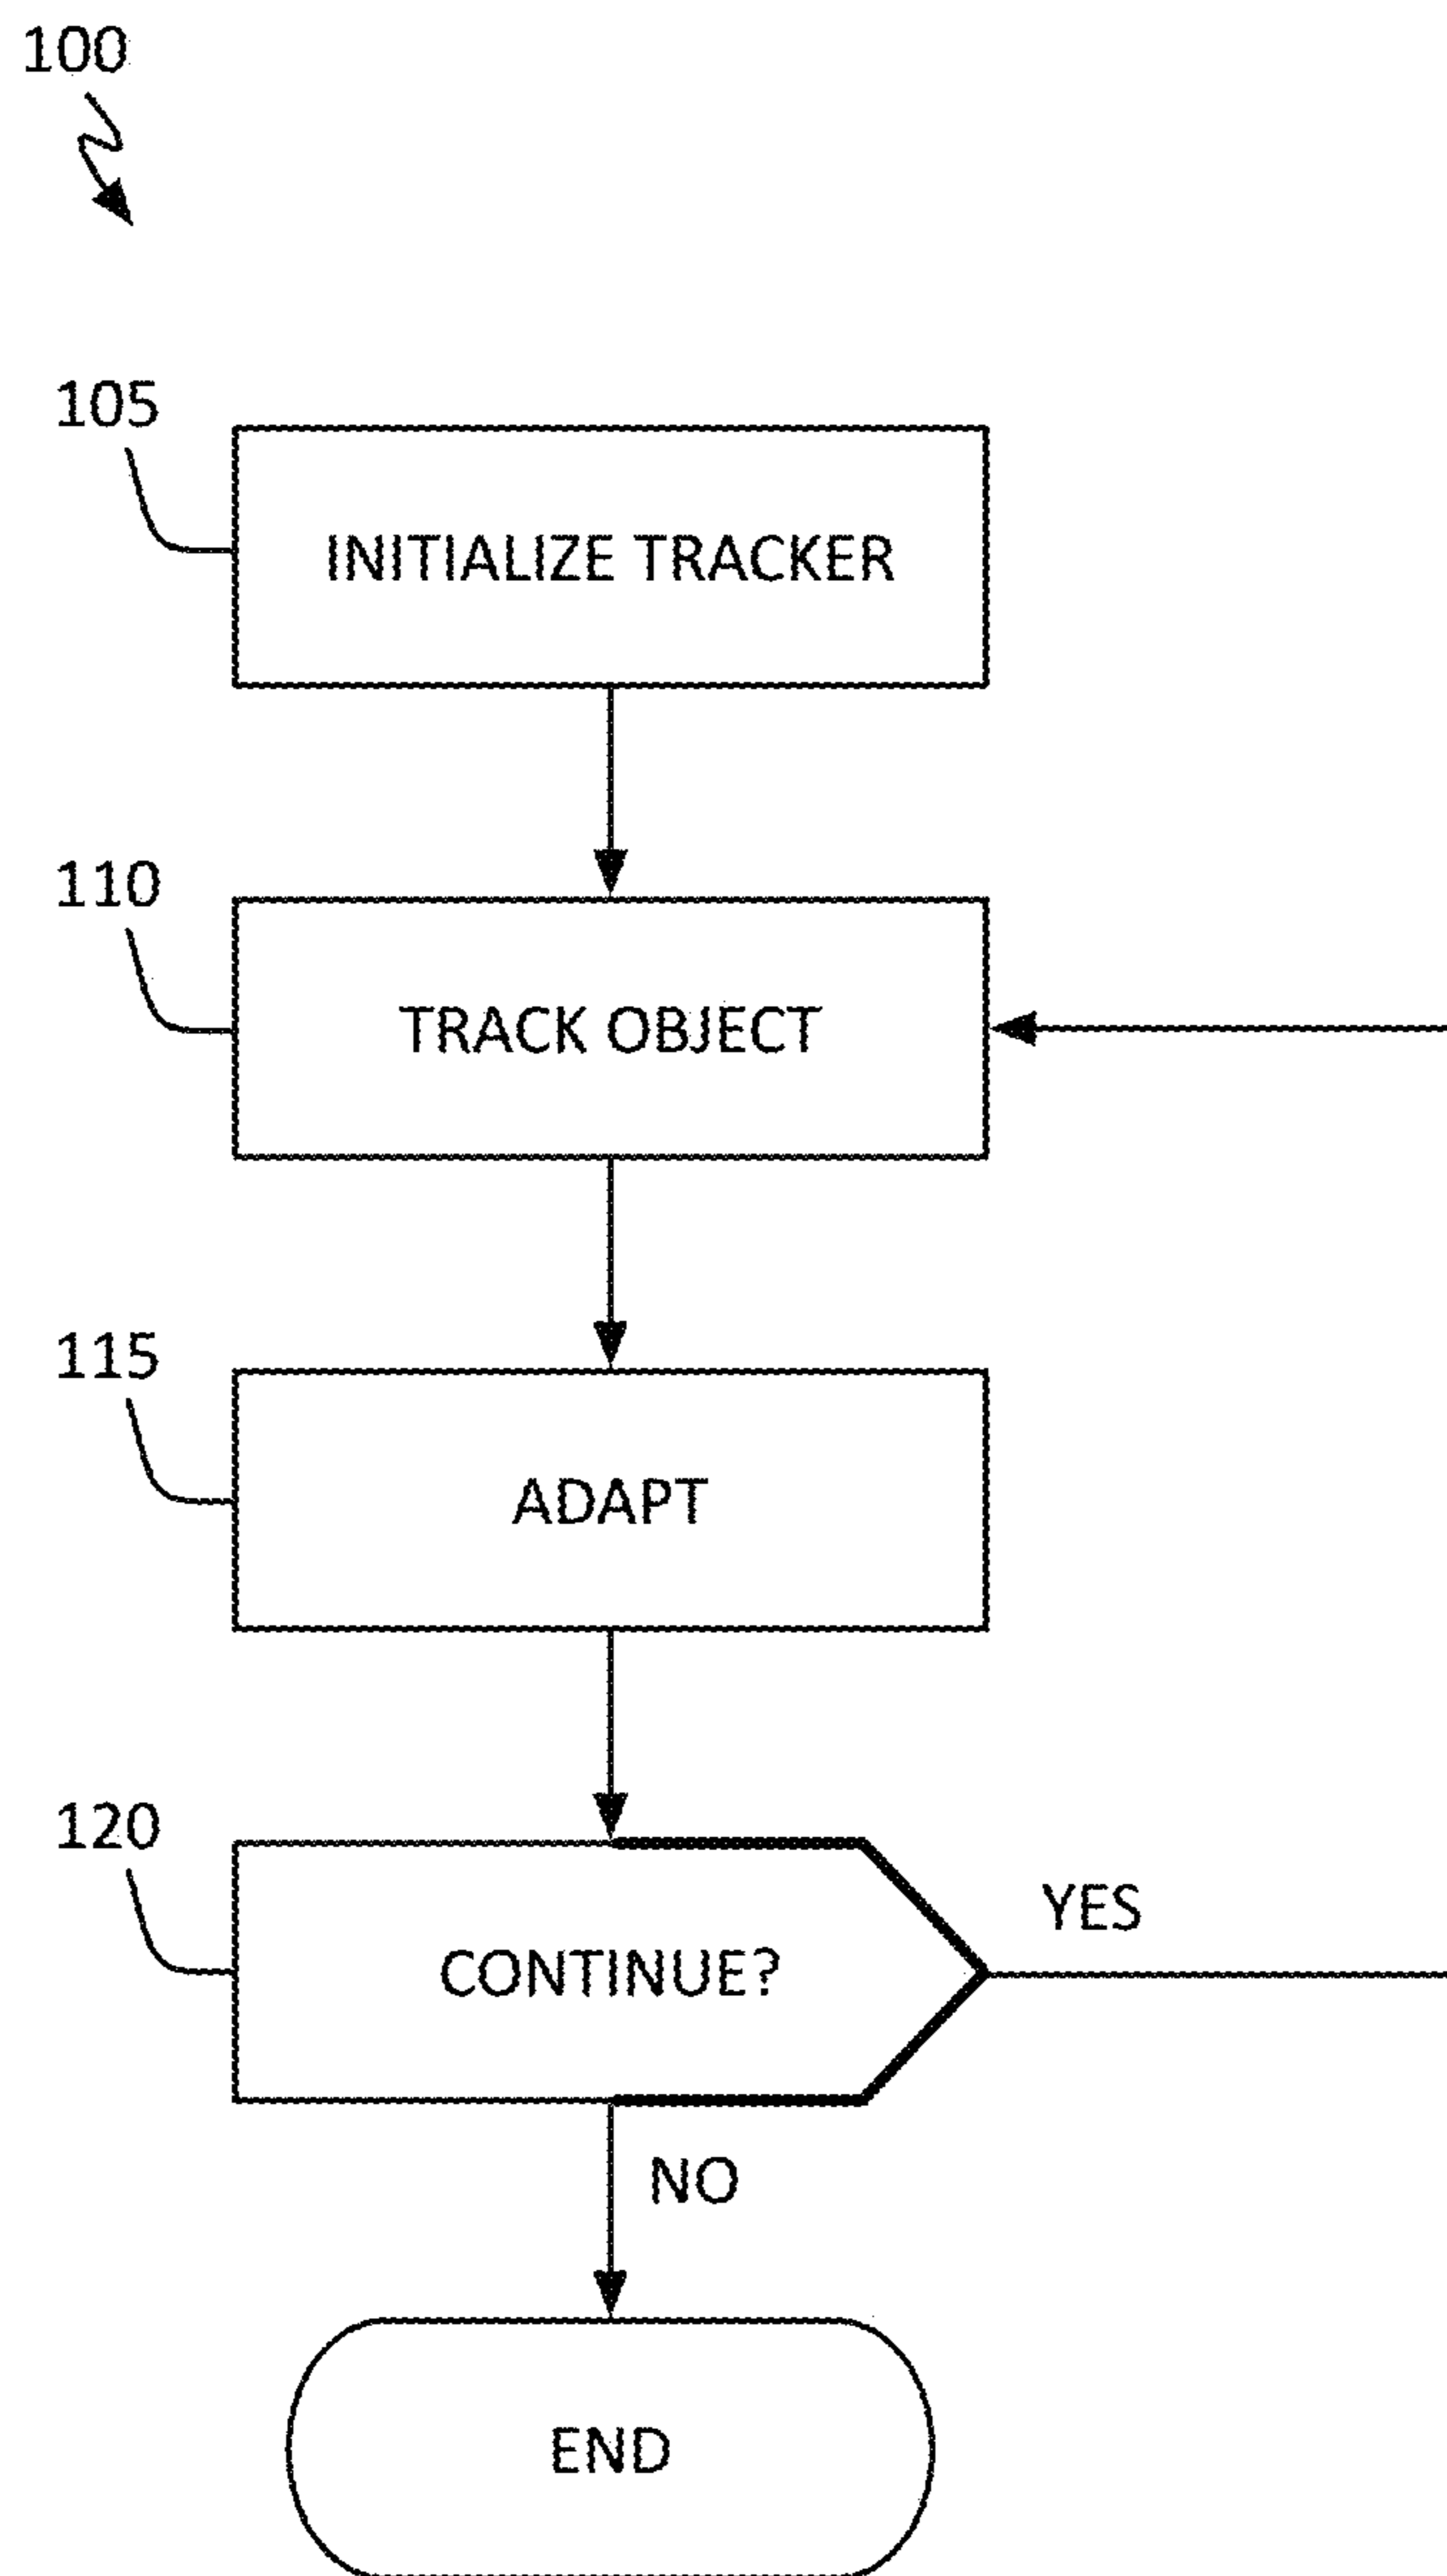 100
105
INITIALIZE TRACKER
110
TRACK OBJECT
115
ADAPT
120
CONTINUE?
YES
NO
END